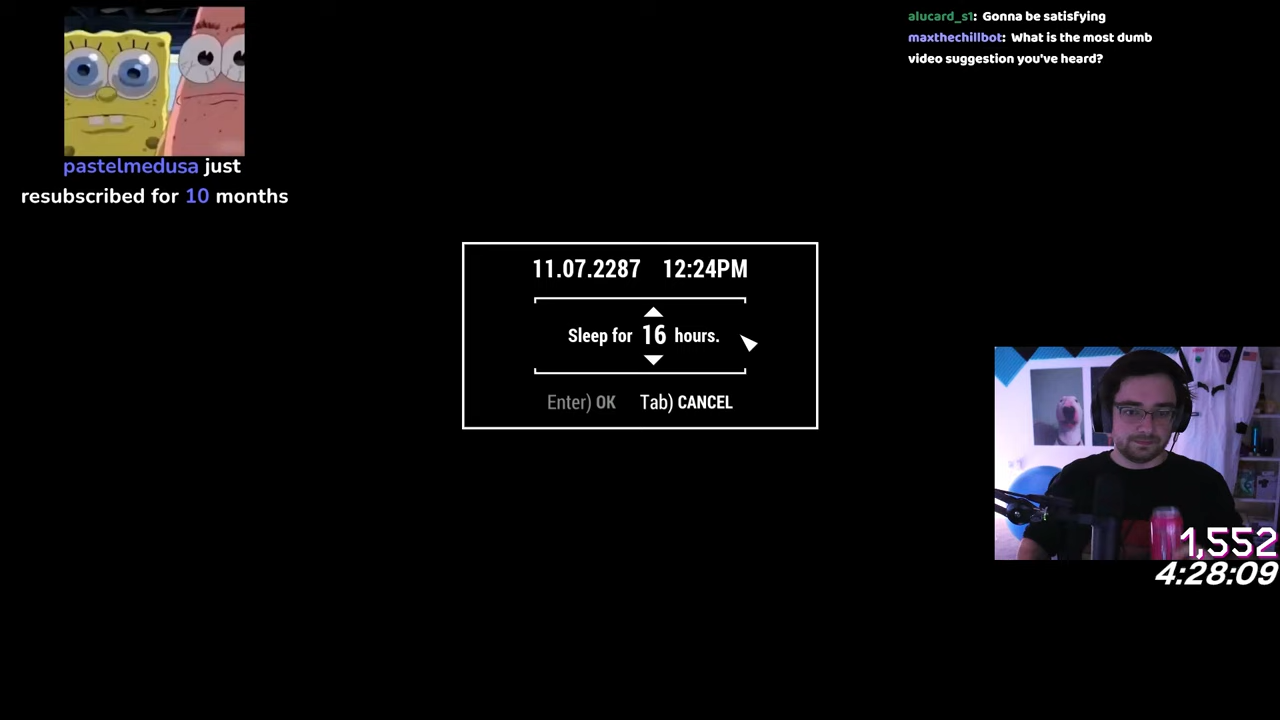 alucard_s1: Gonna be satisfying
maxthechillbot: What is the most dumb
video suggestion you've heard?
pastelmedusa just
resubscribed for 10 months
11.07.2287 12:24PM
Sleep for 16 hours.
Enter) OK Tab) CANCEL
1,552
4:28:09